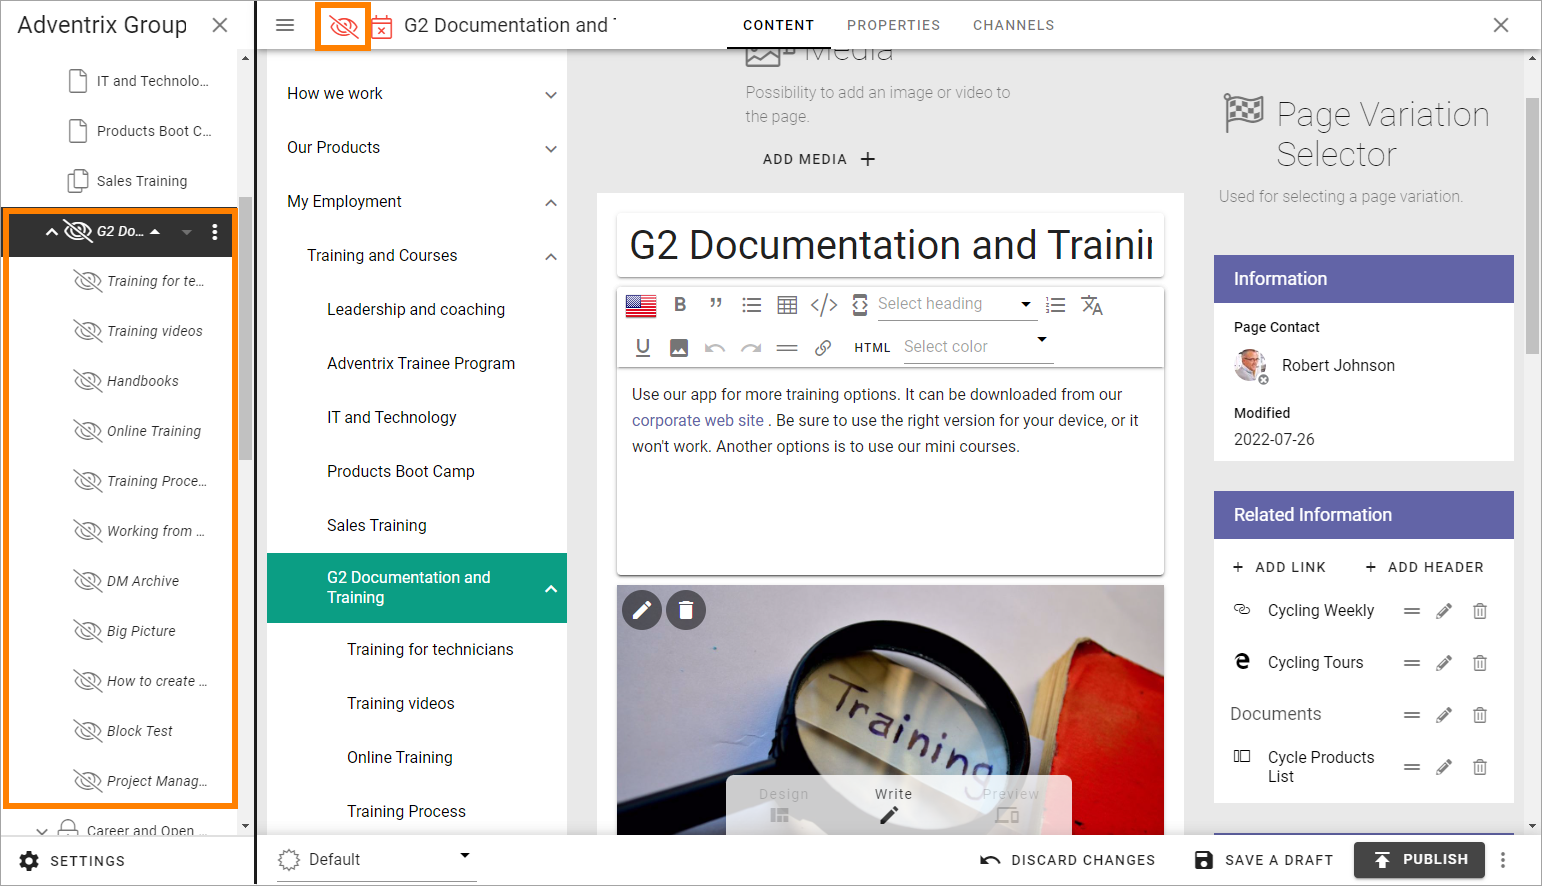 Adventrix Group
IT and Technolo...
Products Boot C...
Sales Training
G2 Do...
Training for te...
Training videos
Handbooks
Online Training
Training Proce...
Working from ...
DM Archive
Big Picture
How to create ...
Block Test
Project Manag...
Career and Open ...
SETTINGS
G2 Documentation and
CONTENT
PROPERTIES
CHANNELS
How we work
Our Products
My Employment
Training and Courses
Leadership and coaching
Adventrix Trainee Program
IT and Technology
Products Boot Camp
Sales Training
G2 Documentation and
Training
Training for technicians
Training videos
Online Training
Training Process
Default
Media
Possibility to add an image or video to
the page.
ADD MEDIA
G2 Documentation and Trainin
B
Select heading
U
HTML
Select color
Use our app for more training options. It can be downloaded from our
corporate web site . Be sure to use the right version for your device, or it
won't work. Another options is to use our mini courses.
Training
Design
Write
Preview
Page Variation
Selector
Used for selecting a page variation.
Information
Page Contact
Robert Johnson
Modified
2022-07-26
Related Information
+ ADD LINK
+ ADD HEADER
Cycling Weekly
Cycling Tours
Documents
Cycle Products
List
DISCARD CHANGES
SAVE A DRAFT
PUBLISH